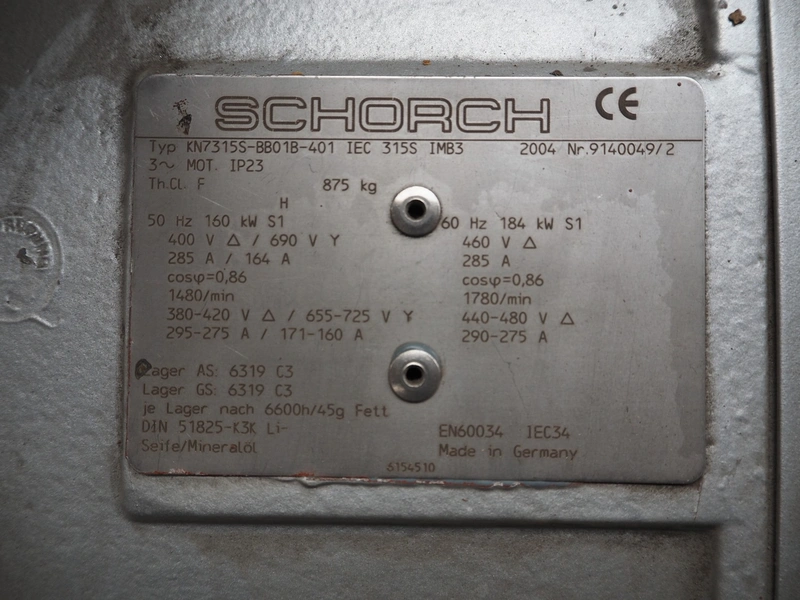 SCHORCH CE
Typ KN7315S-BB01B-401 IEC 315S IMB3 2004 Nr.9140049/2
3~ MOT. IP23
Th.Cl. F 875 kg
H
50 Hz 160 kW S1
400 V Δ / 690 V Y
285 A / 164 A
cosφ=0,86
1480/min
380-420 V Δ / 655-725 V Y
295-275 A / 171-160 A
60 Hz 184 kW S1
460 V Δ
285 A
cosφ=0,86
1780/min
440-480 V Δ
290-275 A
Lager AS: 6319 C3
Lager GS: 6319 C3
je Lager nach 6600h/45g Fett
DIN 51825-K3K Li-
Seife/Mineralöl
EN60034 IEC34
Made in Germany
6154510